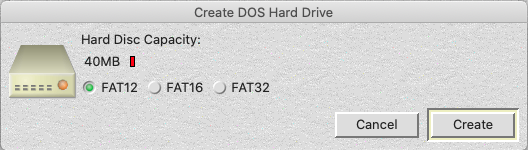 Create DOS Hard Drive
Hard Disc Capacity:
40MB
FAT12 FAT16 FAT32
Cancel Create